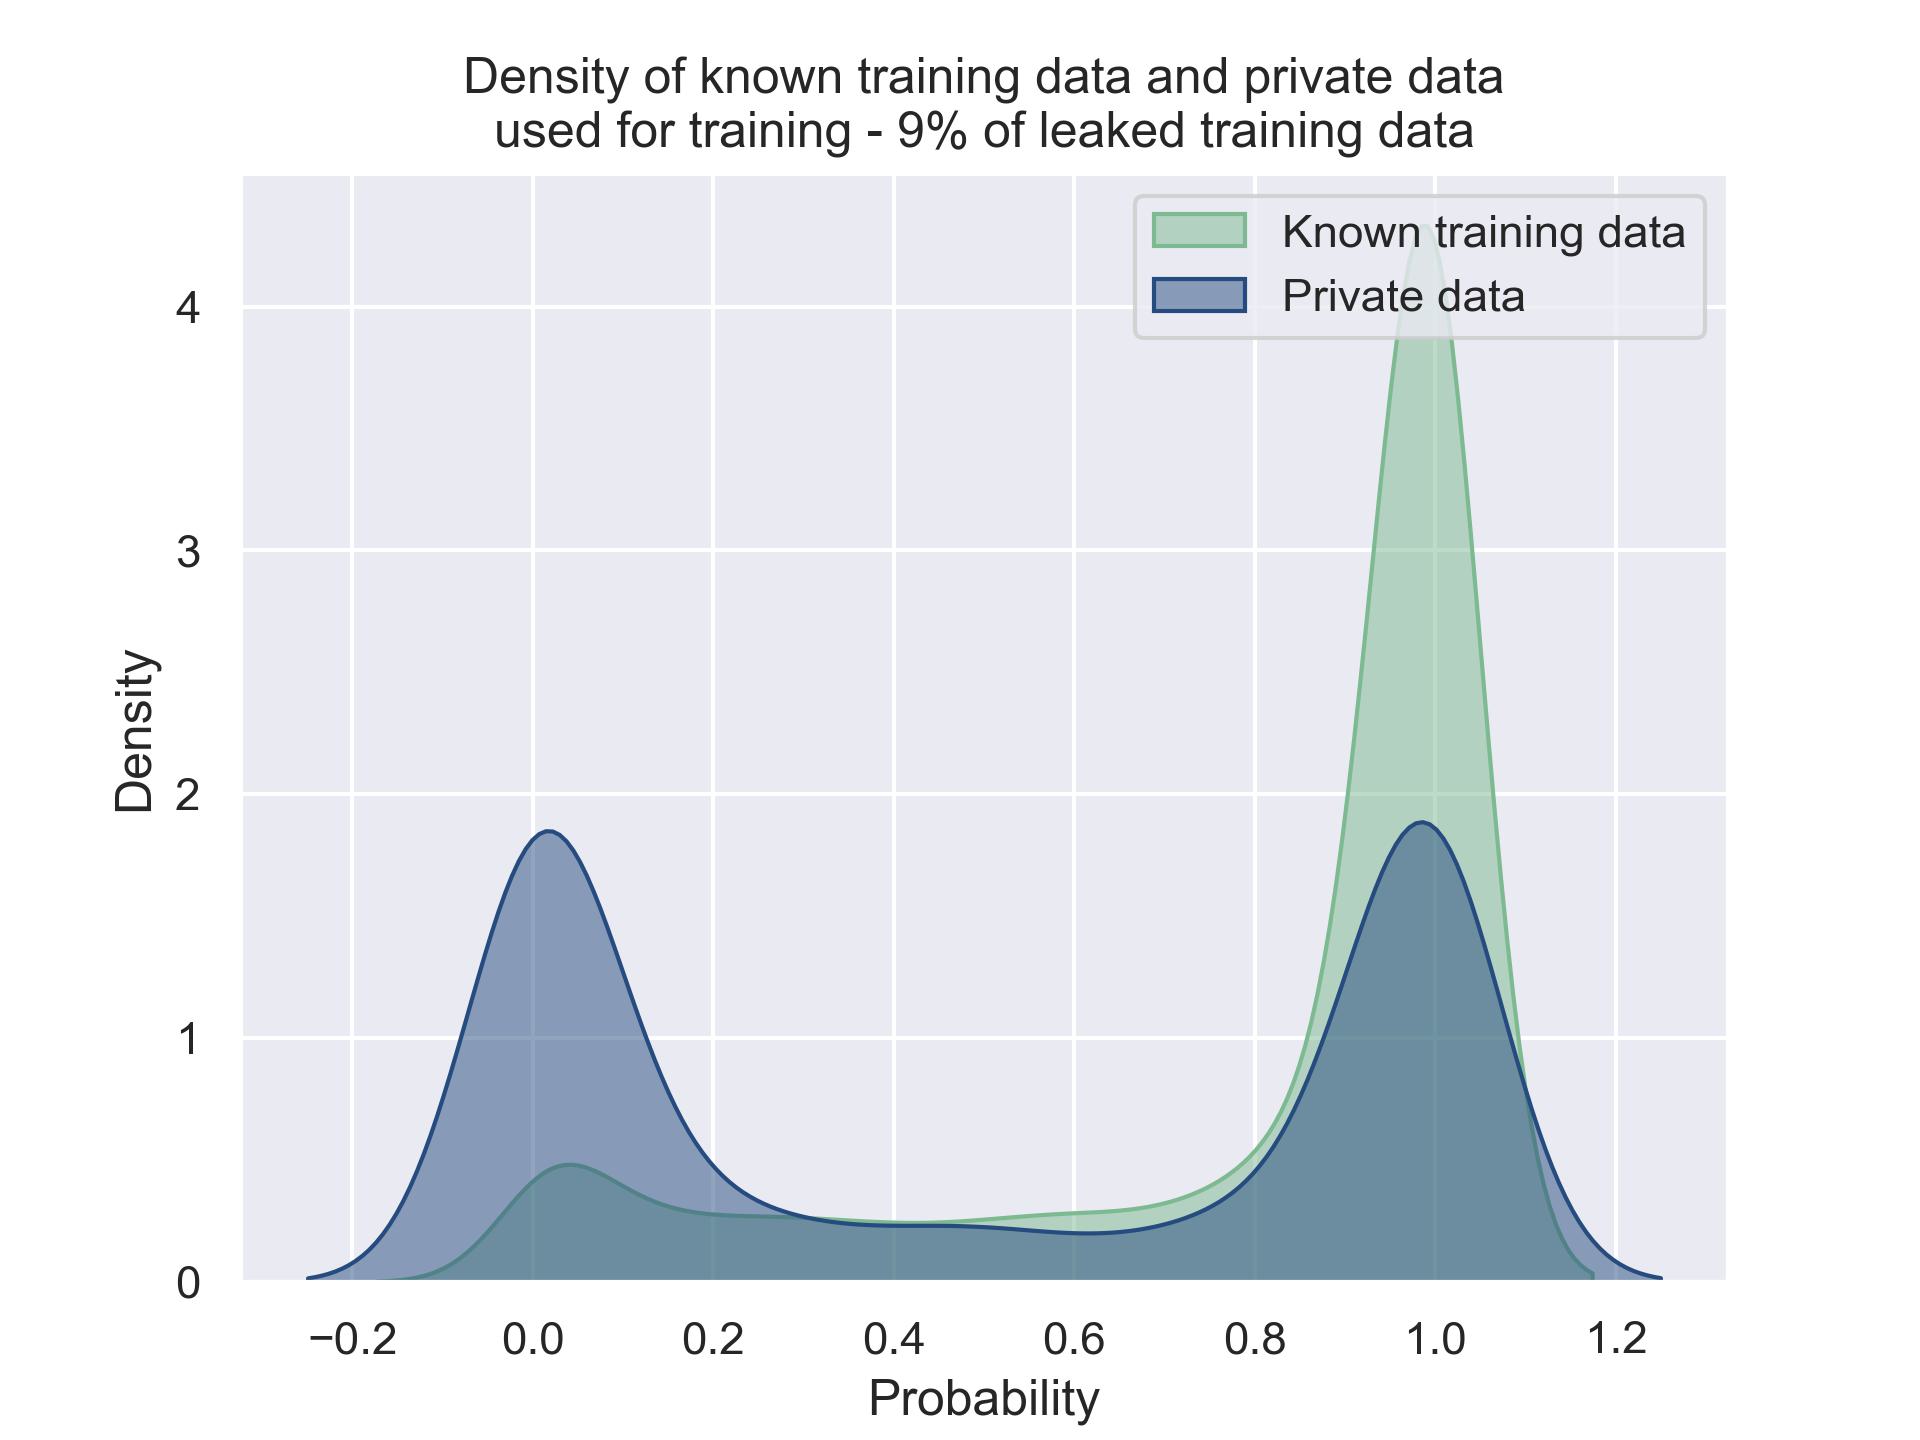 Density of known training data and private data
used for training - 9% of leaked training data
Known training data
Private data
4
3
2
1
0
Density
−0.2 0.0 0.2 0.4 0.6 0.8 1.0 1.2
Probability